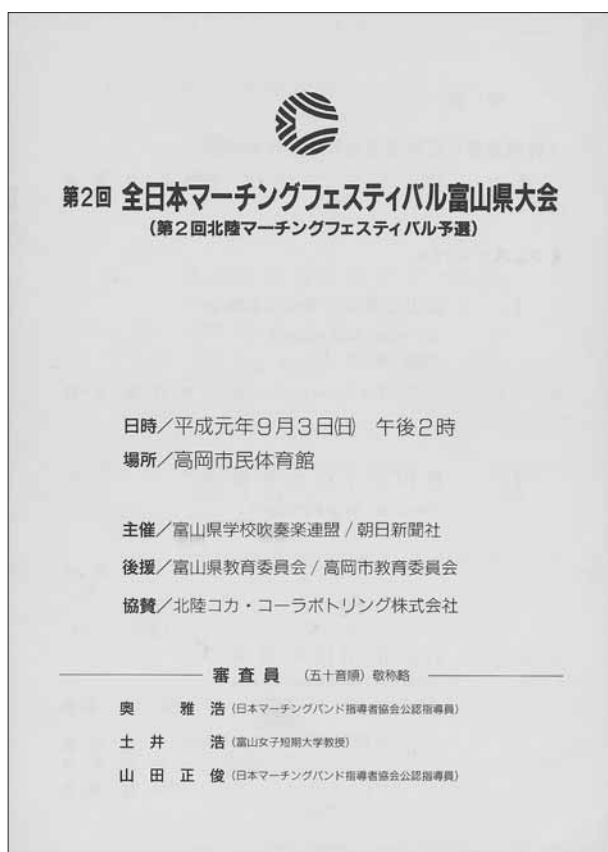 第2回 全日本マーチングフェスティバル富山県大会
(第2回北陸マーチングフェスティバル予選)
日時／平成元年9月3日(日) 午後2時
場所／高岡市民体育館
主催／富山県学校吹奏楽連盟 / 朝日新聞社
後援／富山県教育委員会 / 高岡市教育委員会
協賛／北陸コカ・コーラボトリング株式会社
審査員 (五十音順) 敬称略
奥 雅浩 (日本マーチングバンド指導者協会公認指導員)
土井 浩 (富山女子短期大学教授)
山田正俊 (日本マーチングバンド指導者協会公認指導員)